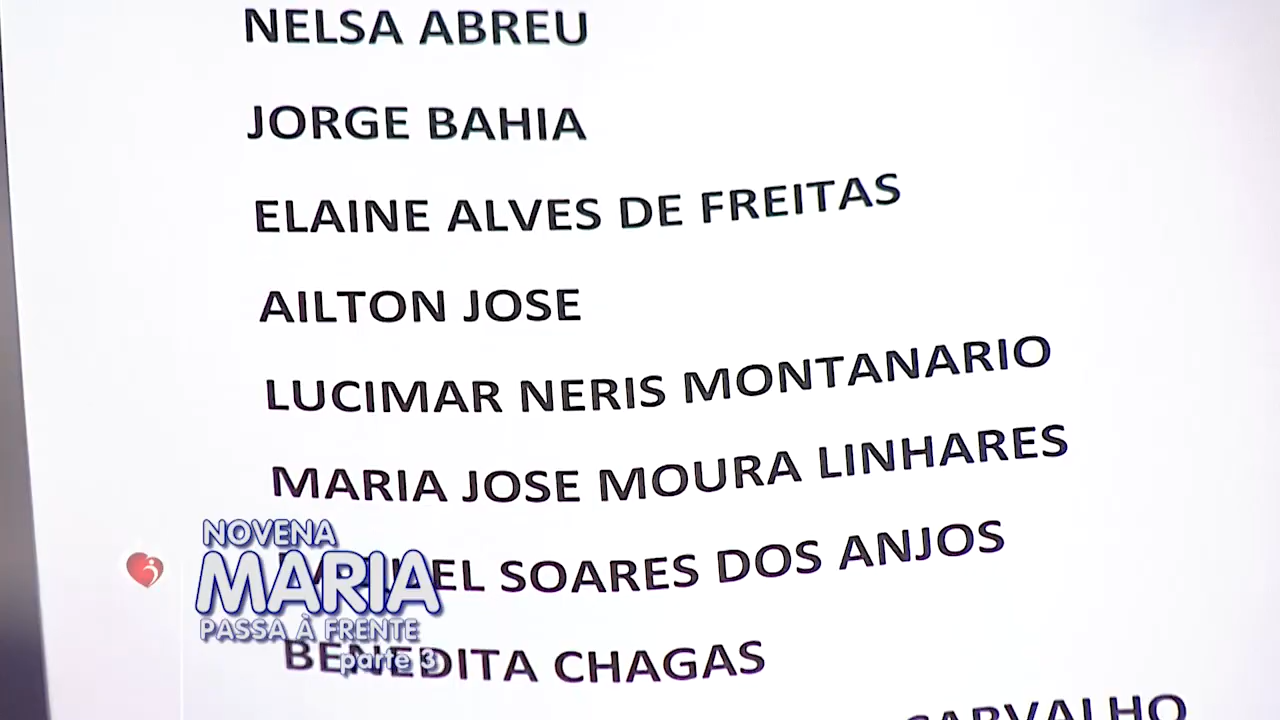 NELSA ABREU
JORGE BAHIA
ELAINE ALVES DE FREITAS
AILTON JOSE
LUCIMAR NERIS MONTANARIO
MARIA JOSE MOURA LINHARES
SOARES DOS ANJOS
BENEDITA CHAGAS
CARVALHO
NOVENA
MARIA
PASSA À FRENTE
parte 3